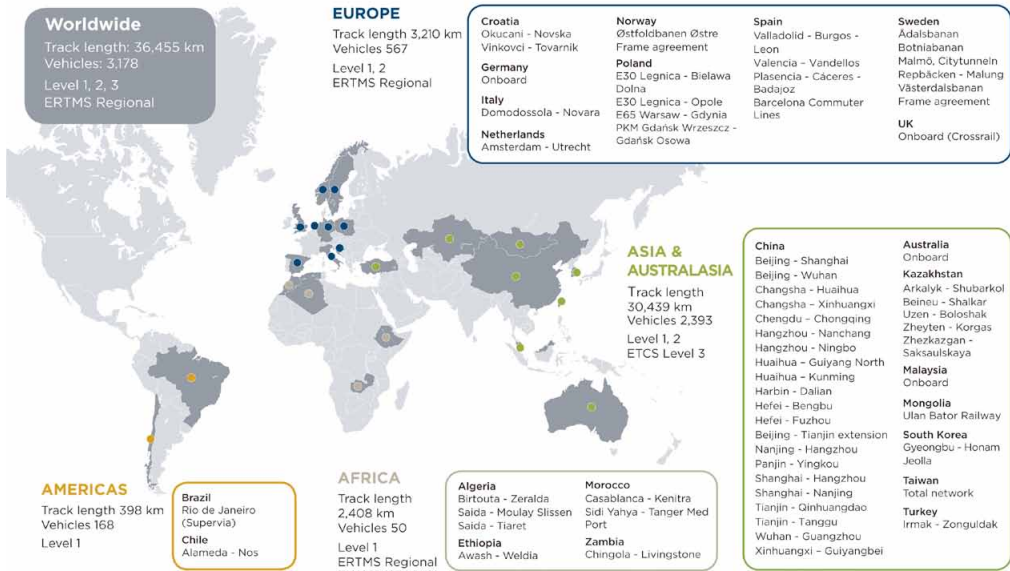 Worldwide
Track length: 36,455 km
Vehicles: 3,178
Level 1, 2, 3
ERTMS Regional
EUROPE
Track length 3,210 km
Vehicles 567
Level 1, 2
ERTMS Regional
Croatia
Okucani - Novska
Vinkovci - Tovarnik
Germany
Onboard
Italy
Domodossola - Novara
Netherlands
Amsterdam - Utrecht
Norway
Østfoldbanen Østre
Frame agreement
Poland
E30 Legnica - Bielawa
Dolna
E30 Legnica - Opole
E65 Warsaw - Gdynia
PKM Gdańsk Wrzeszcz -
Gdańsk Osowa
Spain
Valladolid - Burgos -
Leon
Valencia – Vandellos
Plasencia - Cáceres -
Badajoz
Barcelona Commuter
Lines
Sweden
Ådalsbanan
Botniabanan
Malmö, Citytunneln
Repbäcken - Malung
Västerdalsbanan
Frame agreement
UK
Onboard (Crossrail)
ASIA &
AUSTRALASIA
Track length
30,439 km
Vehicles 2,393
Level 1, 2
ETCS Level 3
China
Beijing - Shanghai
Beijing - Wuhan
Changsha - Huaihua
Changsha – Xinhuangxi
Chengdu – Chongqing
Hangzhou - Nanchang
Hangzhou - Ningbo
Huaihua – Guiyang North
Huaihua – Kunming
Harbin - Dalian
Hefei - Bengbu
Hefei - Fuzhou
Beijing - Tianjin extension
Nanjing - Hangzhou
Panjin - Yingkou
Shanghai - Hangzhou
Shanghai - Nanjing
Tianjin - Qinhuangdao
Tianjin - Tanggu
Wuhan - Guangzhou
Xinhuangxi – Guiyangbei
Australia
Onboard
Kazakhstan
Arkalyk - Shubarkol
Beineu - Shalkar
Uzen - Boloshak
Zheyten - Korgas
Zhezkazgan -
Saksaulskaya
Malaysia
Onboard
Mongolia
Ulan Bator Railway
South Korea
Gyeongbu - Honam
Jeolla
Taiwan
Total network
Turkey
Irmak - Zonguldak
AMERICAS
Track length 398 km
Vehicles 168
Level 1
Brazil
Rio de Janeiro
(Supervia)
Chile
Alameda - Nos
AFRICA
Track length
2,408 km
Vehicles 50
Level 1
ERTMS Regional
Algeria
Birtouta - Zeralda
Saida - Moulay Slissen
Saida - Tiaret
Ethiopia
Awash - Weldia
Morocco
Casablanca - Kenitra
Sidi Yahya - Tanger Med
Port
Zambia
Chingola - Livingstone